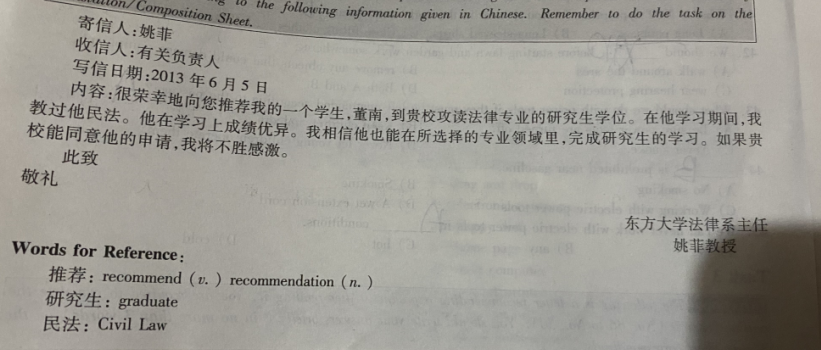 to the following information given in Chinese. Remember to do the task on the
/Composition Sheet.
寄信人:姚菲
收信人:有关负责人
写信日期:2013 年 6 月 5 日
内容:很荣幸地向您推荐我的一个学生,董南,到贵校攻读法律专业的研究生学位。在他学习期间,我
教过他民法。他在学习上成绩优异。我相信他也能在所选择的专业领域里,完成研究生的学习。如果贵
校能同意他的申请,我将不胜感激。
此致
敬礼
东方大学法律系主任
姚菲教授
Words for Reference:
推荐: recommend (v. ) recommendation (n. )
研究生: graduate
民法: Civil Law